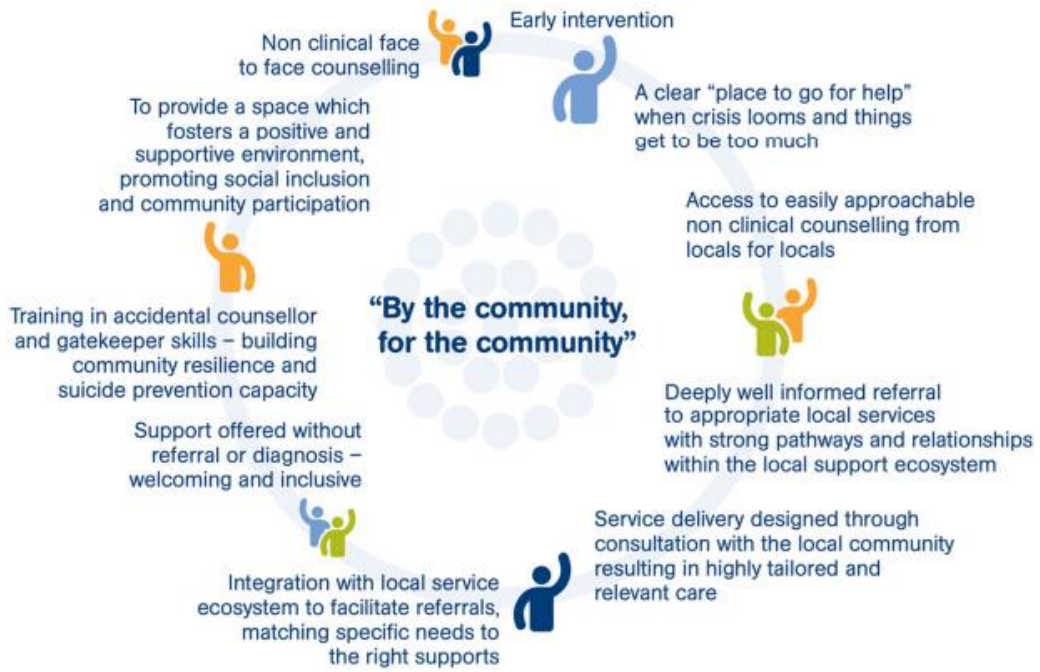 Early intervention
Non clinical face
to face counselling
A clear "place to go for help"
when crisis looms and things
get to be too much
To provide a space which
fosters a positive and
supportive environment,
promoting social inclusion
and community participation
Access to easily approachable
non clinical counselling from
locals for locals
"By the community,
for the community"
Training in accidental counsellor
and gatekeeper skills – building
community resilience and
suicide prevention capacity
Deeply well informed referral
to appropriate local services
with strong pathways and relationships
within the local support ecosystem
Support offered without
referral or diagnosis –
welcoming and inclusive
Service delivery designed through
consultation with the local community
resulting in highly tailored and
relevant care
Integration with local service
ecosystem to facilitate referrals,
matching specific needs to
the right supports